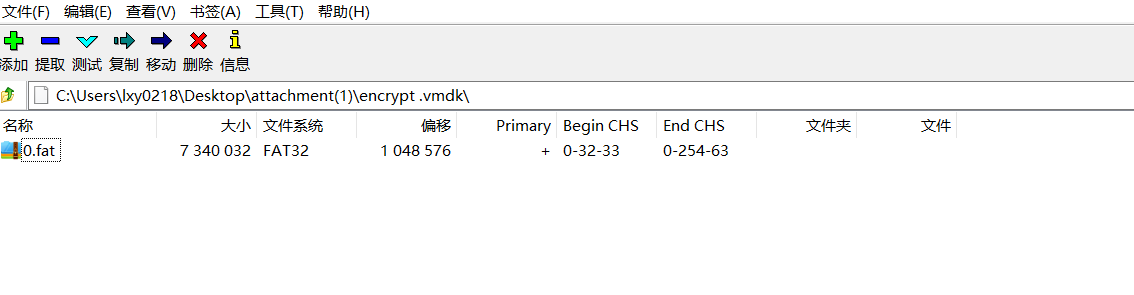 文件(F) 编辑(E) 查看(V) 书签(A) 工具(T) 帮助(H)
添加 提取 测试 复制 移动 删除 信息
C:\Users\lxy0218\Desktop\attachment(1)\encrypt .vmdk\
名称 大小 文件系统 偏移 Primary Begin CHS End CHS 文件夹 文件
0.fat 7 340 032 FAT32 1 048 576 + 0-32-33 0-254-63